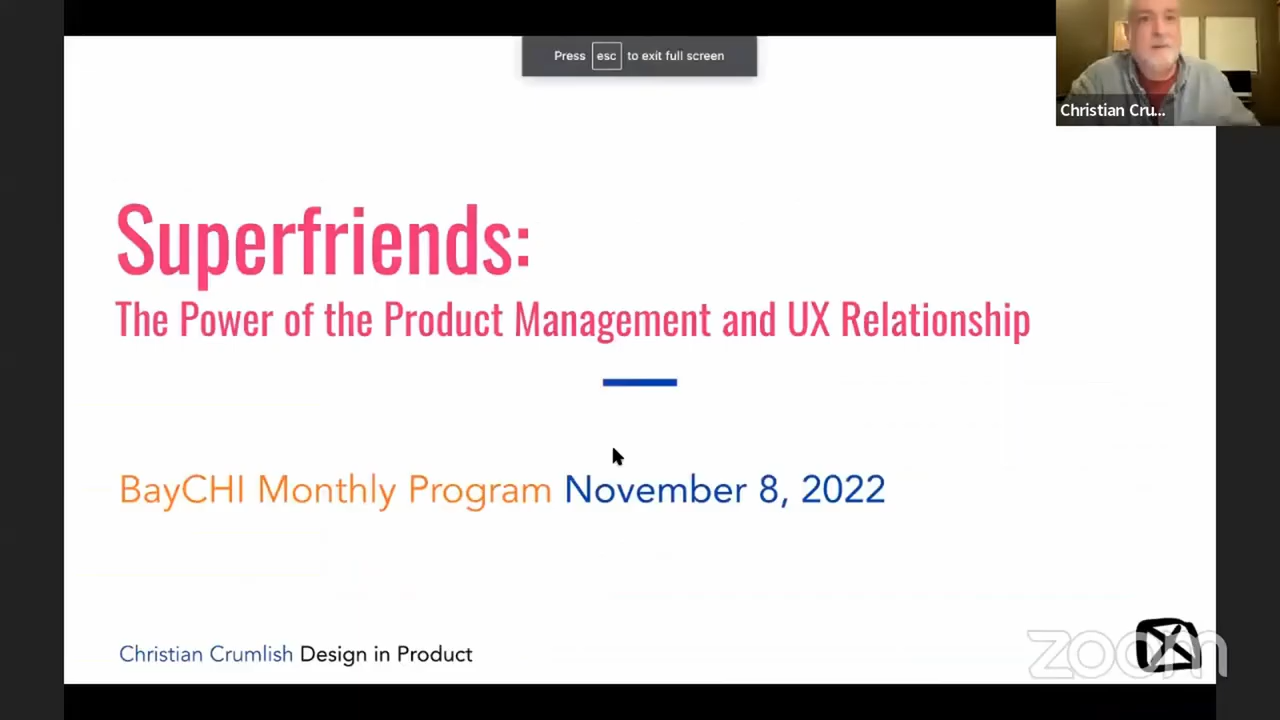 Press esc to exit full screen
Christian Cru...
Superfriends:
The Power of the Product Management and UX Relationship
BayCHI Monthly Program November 8, 2022
Christian Crumlish Design in Product
zoom